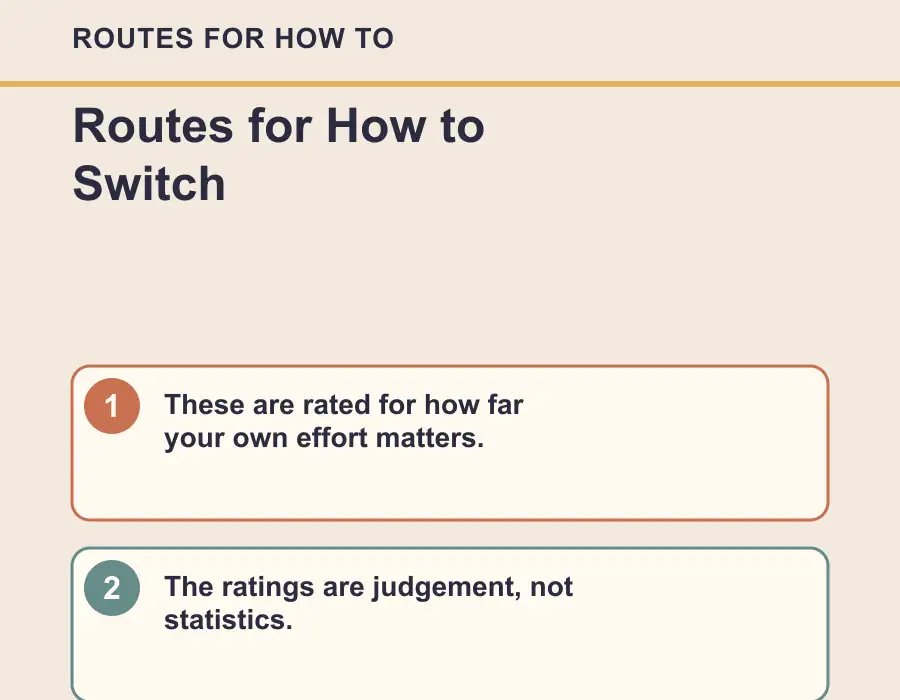 ROUTES FOR HOW TO
Routes for How to
Switch
1
These are rated for how far
your own effort matters.
2
The ratings are judgement, not
statistics.